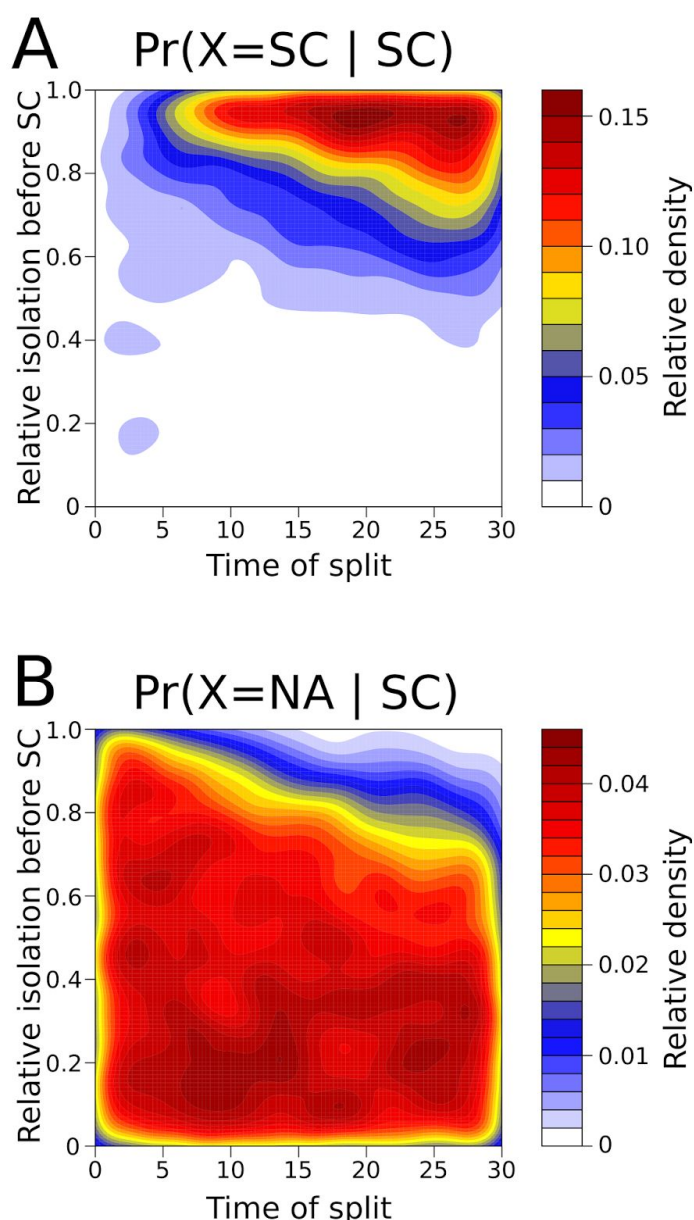 A
Pr(X=SC | SC)
Relative isolation before SC
1.0
0.8
0.6
0.4
0.2
0
0 5 10 15 20 25 30
Time of split
0.15
0.10
0.05
0
Relative density
B
Pr(X=NA | SC)
Relative isolation before SC
1.0
0.8
0.6
0.4
0.2
0
0 5 10 15 20 25 30
Time of split
0.04
0.03
0.02
0.01
0
Relative density